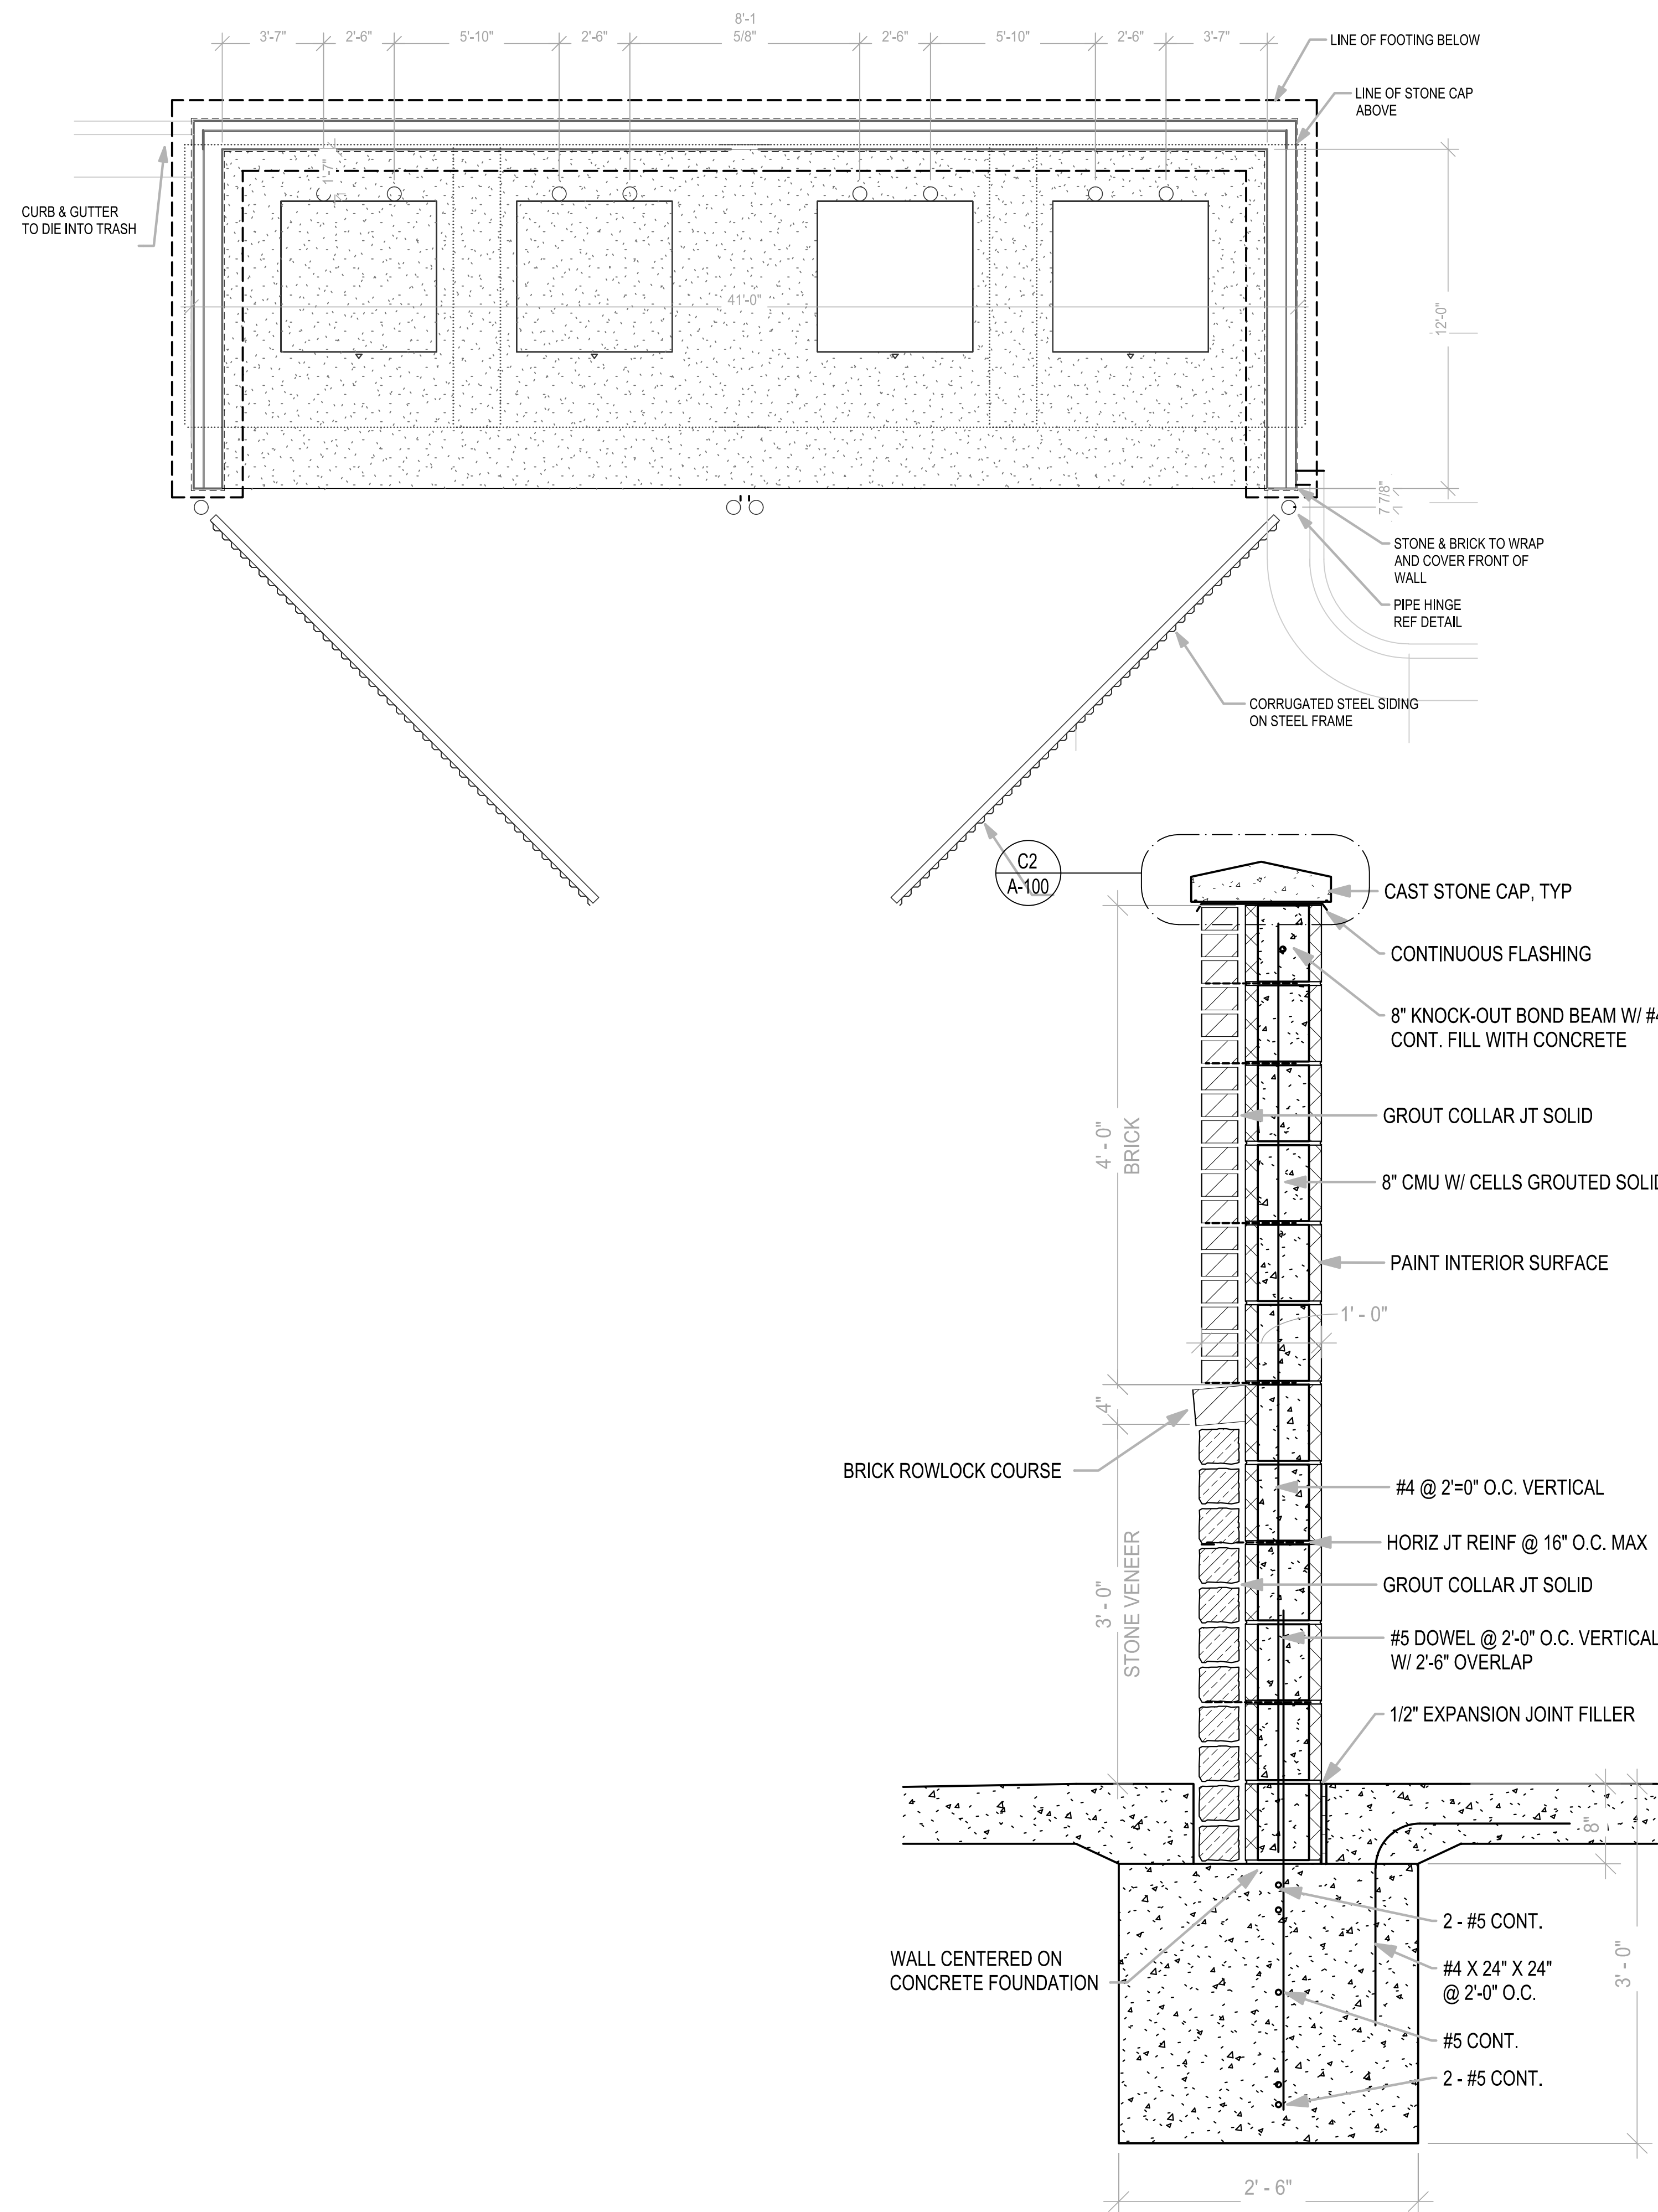 8'-1
3'-7" 2'-6" 5'-10" 2'-6" 5/8" 2'-6" 5'-10" 2'-6" 3'-7"
LINE OF FOOTING BELOW
LINE OF STONE CAP
ABOVE
1'-7"
CURB & GUTTER
TO DIE INTO TRASH
41'-0"
12'-0"
7 7/8"
STONE & BRICK TO WRAP
AND COVER FRONT OF
WALL
PIPE HINGE
REF DETAIL
CORRUGATED STEEL SIDING
ON STEEL FRAME
C2
A-100
CAST STONE CAP, TYP
CONTINUOUS FLASHING
8" KNOCK-OUT BOND BEAM W/ #4
CONT. FILL WITH CONCRETE
GROUT COLLAR JT SOLID
4' - 0"
BRICK
8" CMU W/ CELLS GROUTED SOLID
PAINT INTERIOR SURFACE
1' - 0"
4"
BRICK ROWLOCK COURSE
#4 @ 2'=0" O.C. VERTICAL
HORIZ JT REINF @ 16" O.C. MAX
GROUT COLLAR JT SOLID
3' - 0"
STONE VENEER
#5 DOWEL @ 2'-0" O.C. VERTICAL
W/ 2'-6" OVERLAP
1/2" EXPANSION JOINT FILLER
8"
2 - #5 CONT.
WALL CENTERED ON
CONCRETE FOUNDATION
#4 X 24" X 24"
@ 2'-0" O.C.
3' - 0"
#5 CONT.
2 - #5 CONT.
2' - 6"